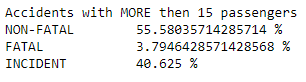 Accidents with MORE then 15 passengers
NON-FATAL 55.58035714285714 %
FATAL 3.7946428571428568 %
INCIDENT 40.625 %